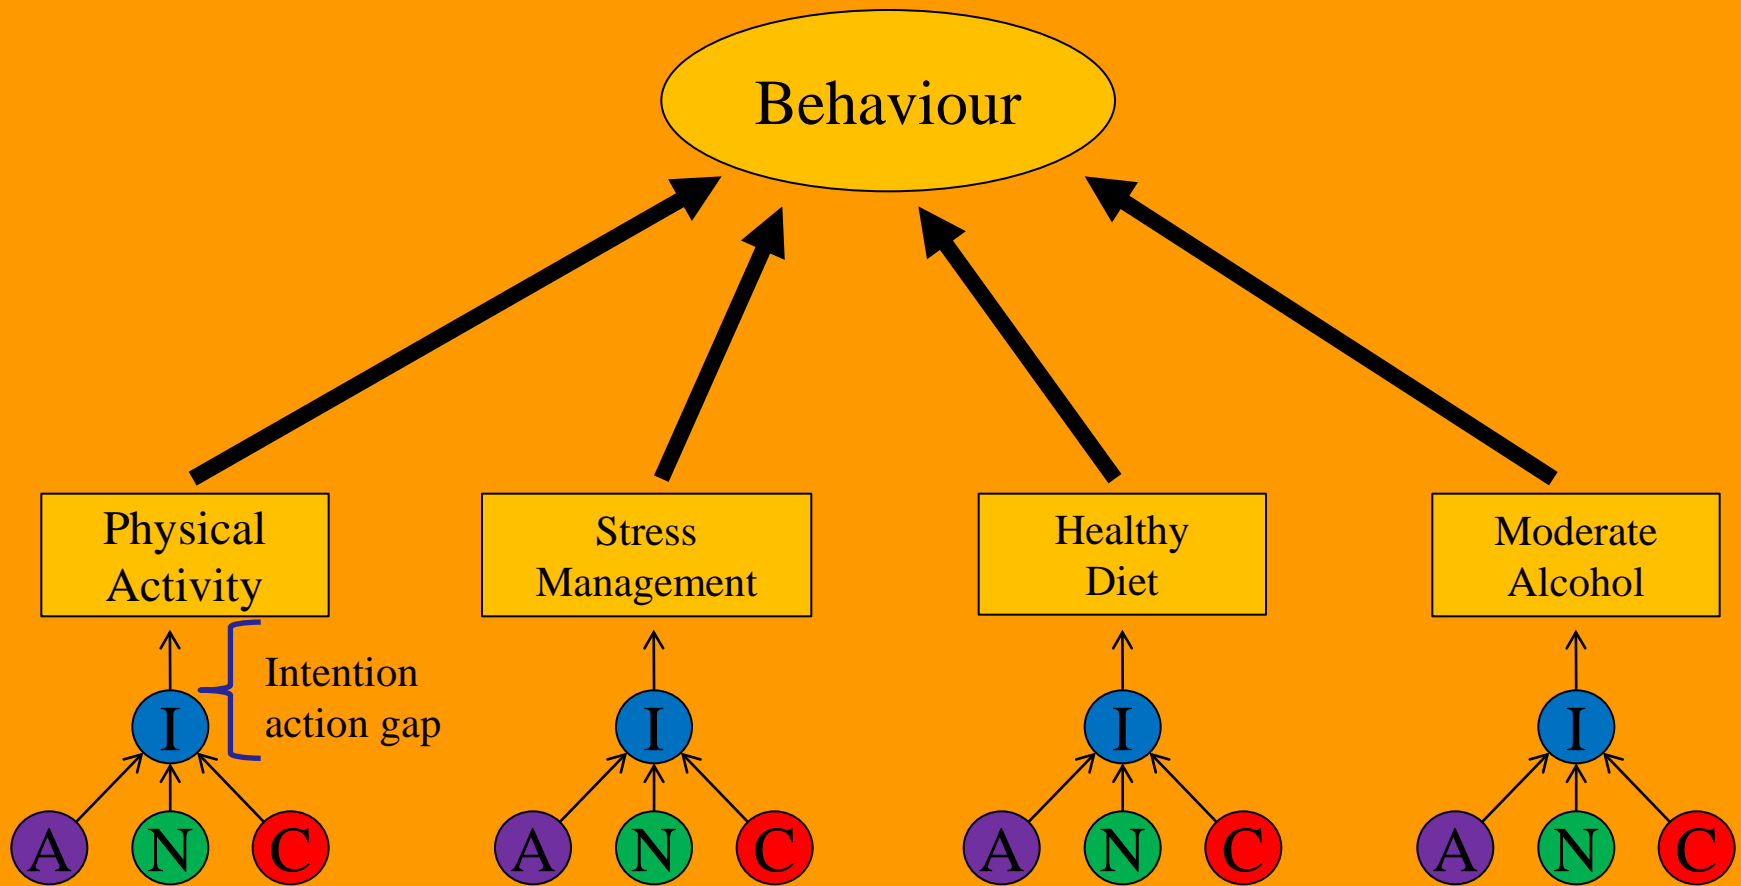 Behaviour
Physical
Activity
Stress
Management
Healthy
Diet
Moderate
Alcohol
Intention
action gap
I
I
I
I
A N C
A N C
A N C
A N C